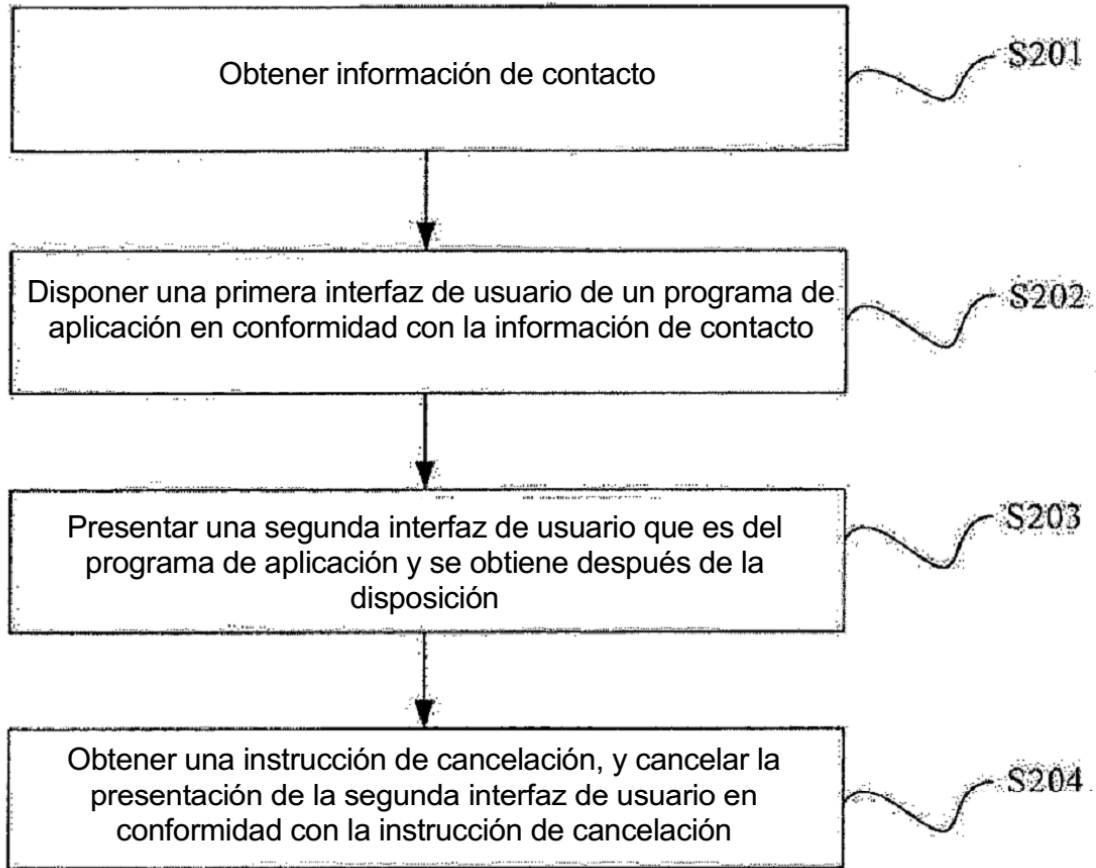 Obtener información de contacto
S201
Disponer una primera interfaz de usuario de un programa de
aplicación en conformidad con la información de contacto
S202
Presentar una segunda interfaz de usuario que es del
programa de aplicación y se obtiene después de la
disposición
S203
Obtener una instrucción de cancelación, y cancelar la
presentación de la segunda interfaz de usuario en
conformidad con la instrucción de cancelación
S204